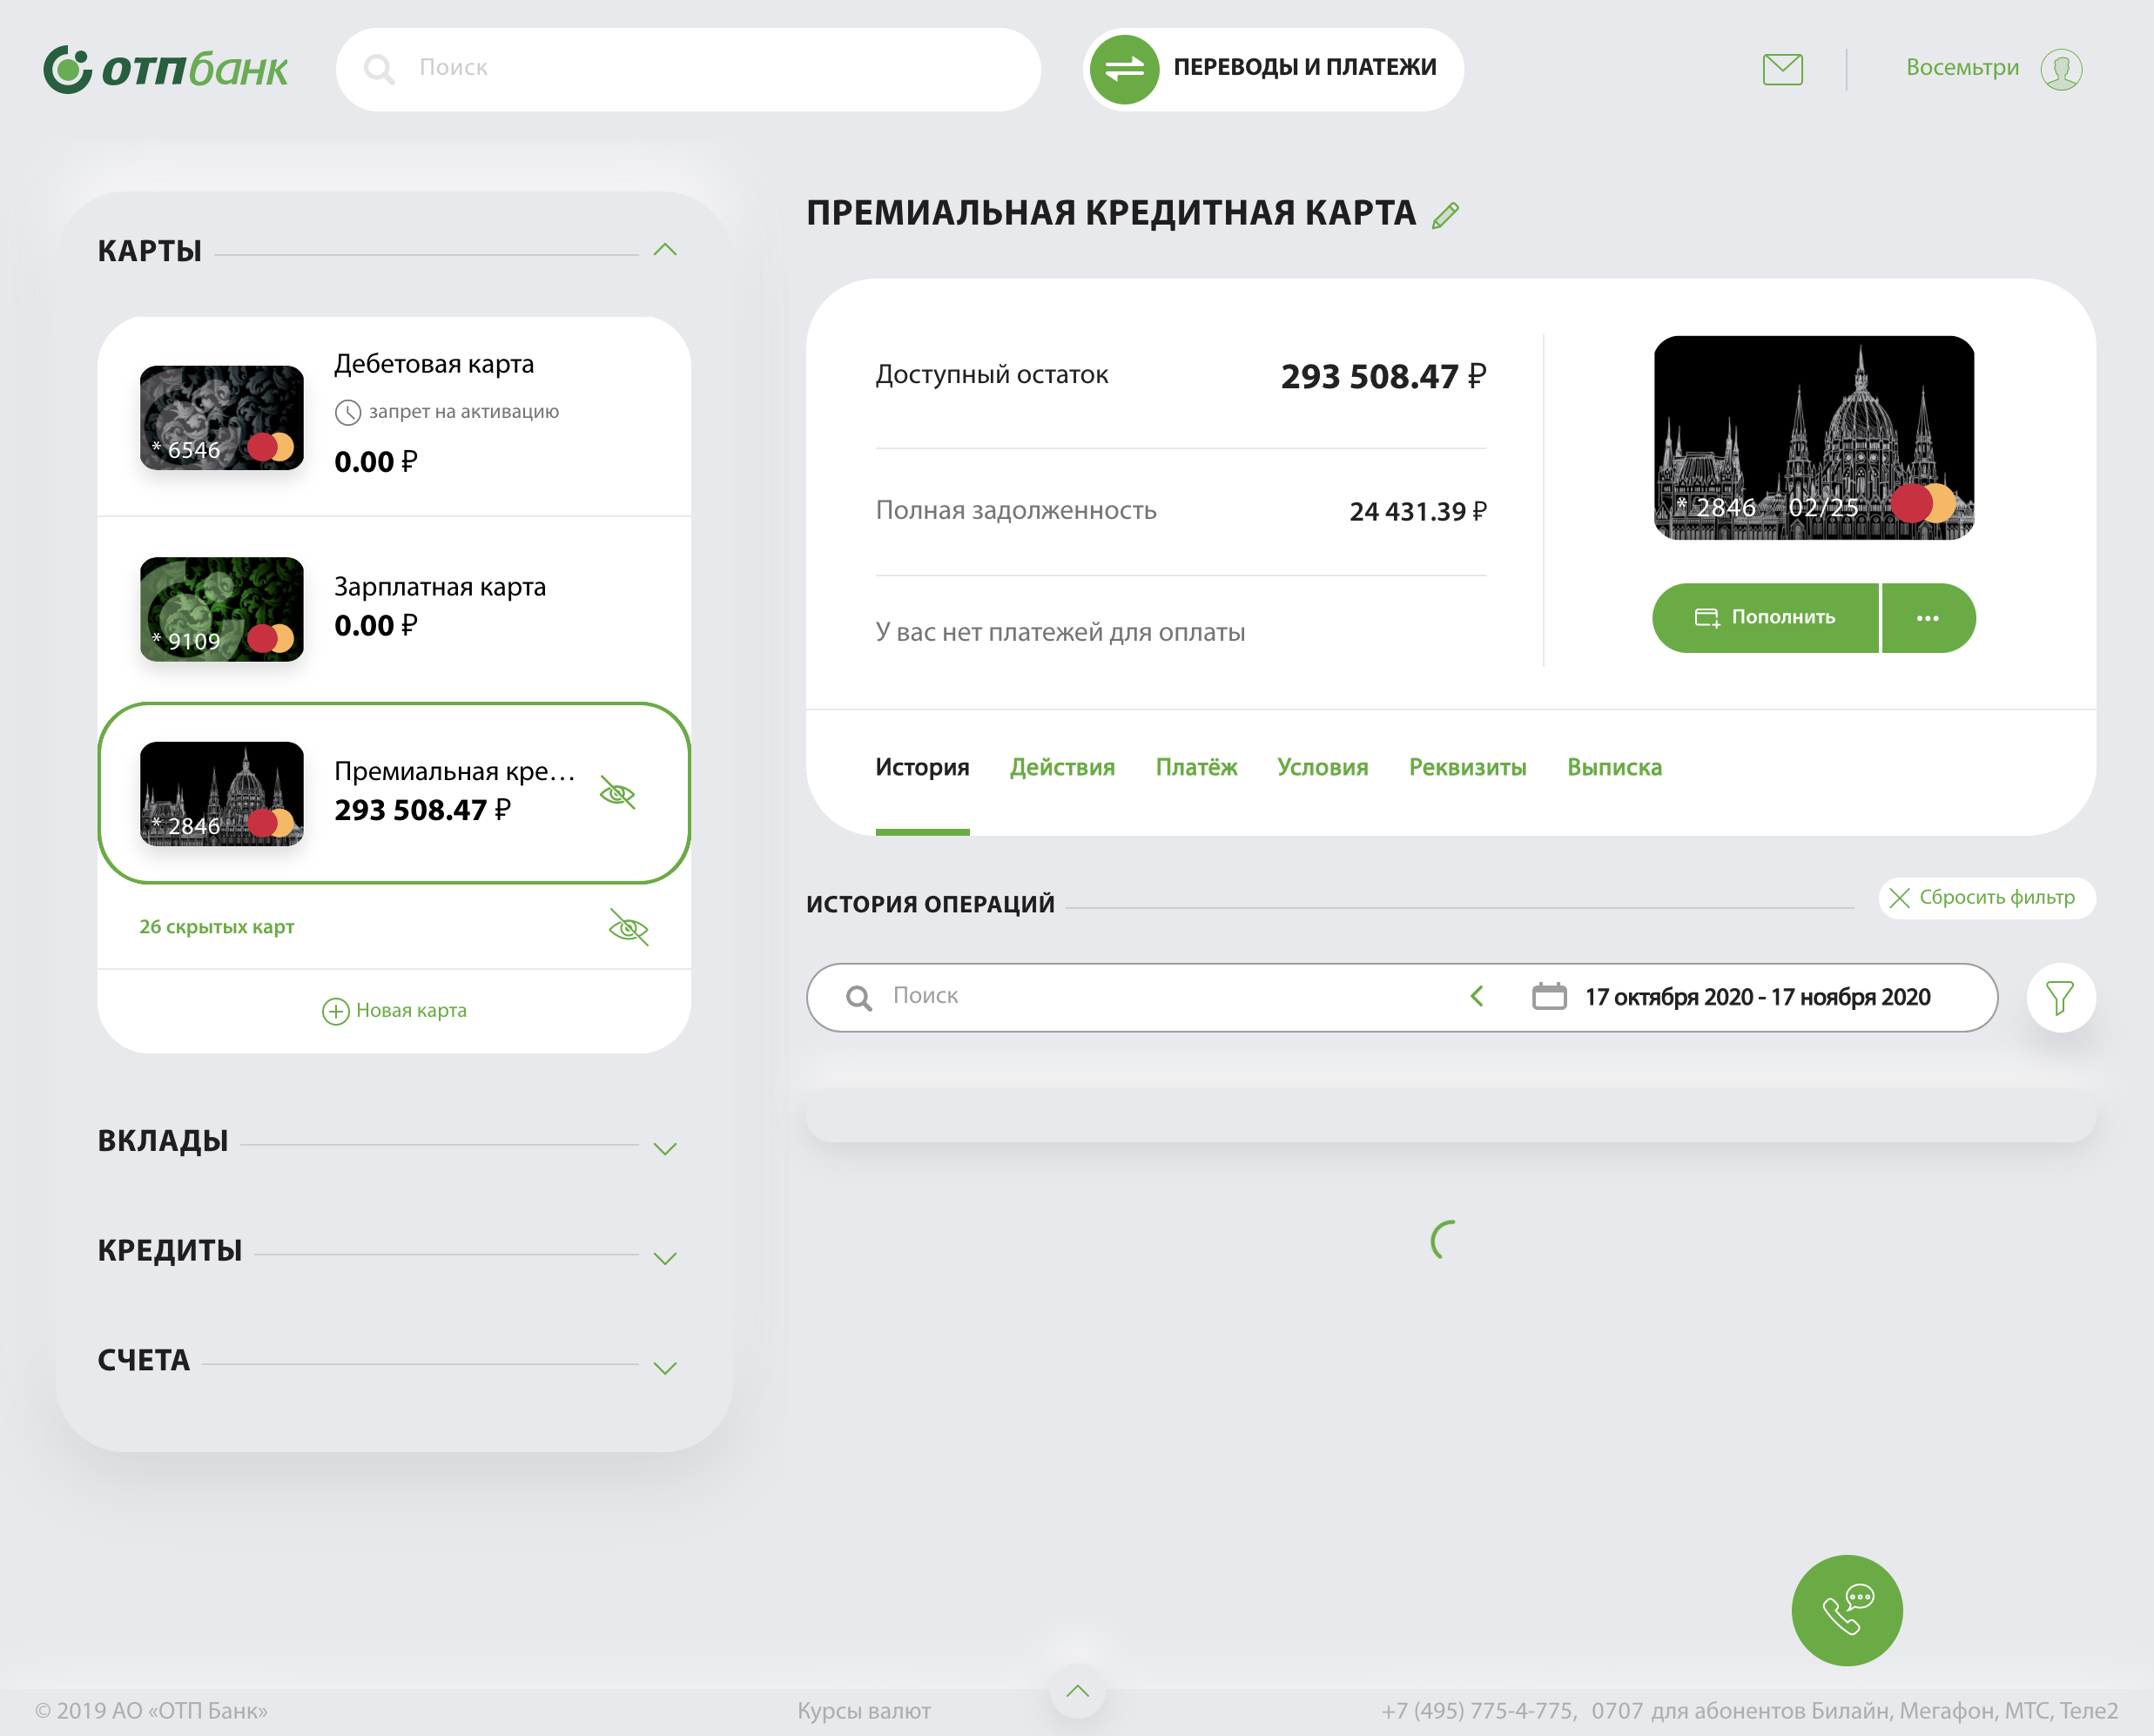 отпбанк
Поиск
ПЕРЕВОДЫ И ПЛАТЕЖИ
Восемьтри
КАРТЫ
* 6546
Дебетовая карта
запрет на активацию
0.00 ₽
* 9109
Зарплатная карта
0.00 ₽
* 2846
Премиальная кре...
293 508.47 ₽
26 скрытых карт
Новая карта
ВКЛАДЫ
КРЕДИТЫ
СЧЕТА
ПРЕМИАЛЬНАЯ КРЕДИТНАЯ КАРТА
Доступный остаток 293 508.47 ₽
Полная задолженность 24 431.39 ₽
У вас нет платежей для оплаты
* 2846 02/25
Пополнить
История Действия Платёж Условия Реквизиты Выписка
ИСТОРИЯ ОПЕРАЦИЙ
Сбросить фильтр
Поиск
17 октября 2020 - 17 ноября 2020
© 2019 АО «ОТП Банк»
Курсы валют
+7 (495) 775-4-775, 0707 для абонентов Билайн, Мегафон, МТС, Теле2